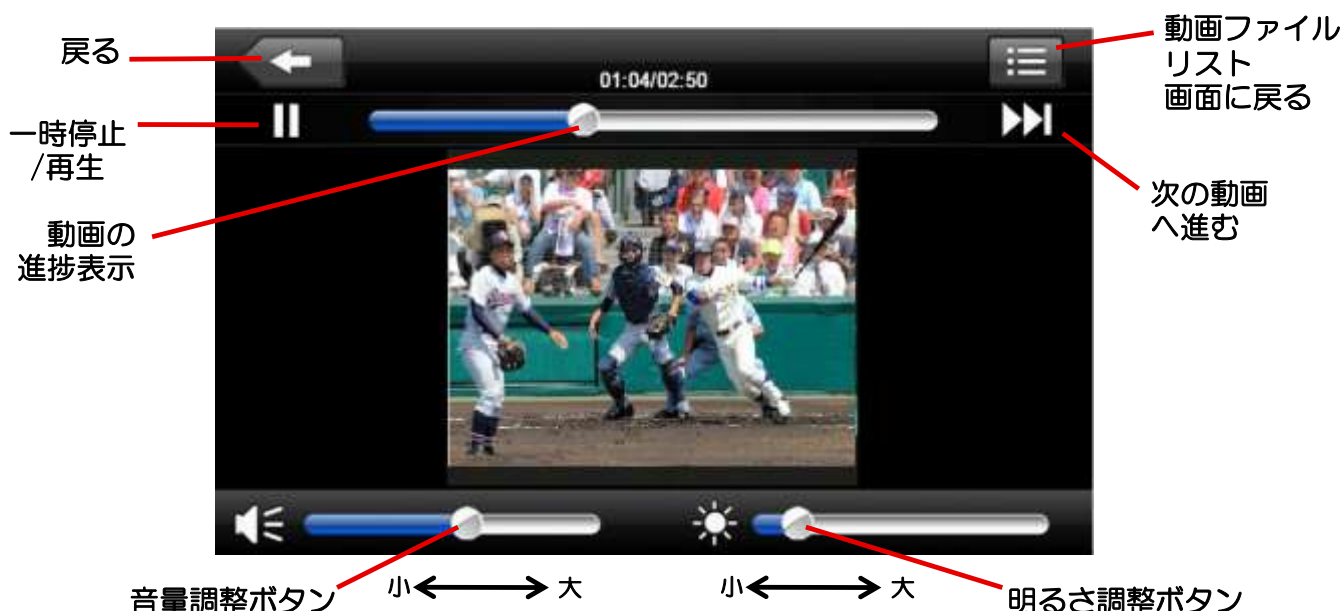 戻る
動画ファイル
リスト
画面に戻る
01:04/02:50
一時停止
/再生
次の動画
へ進む
動画の
進捗表示
音量調整ボタン
小
大
小
大
明るさ調整ボタン